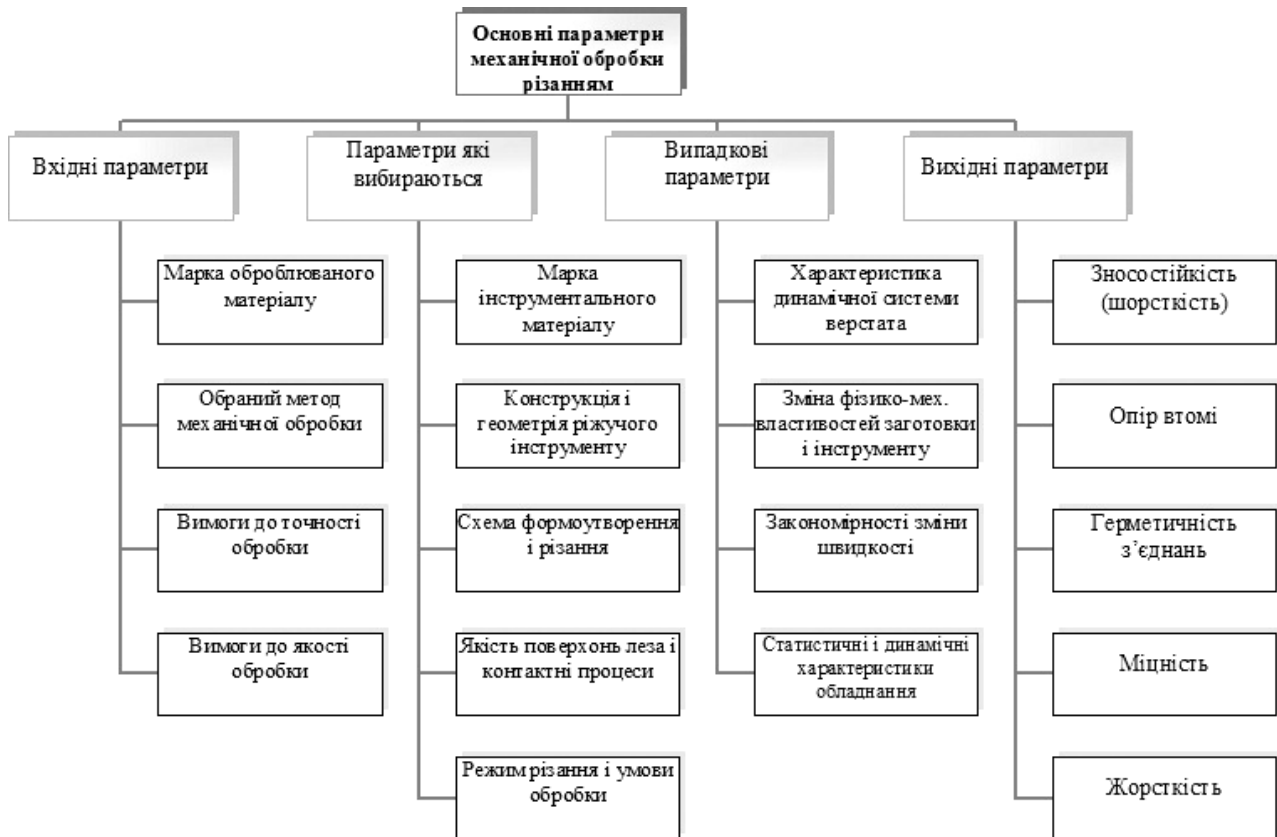 Основні параметри
механічної обробки
різанням
Вхідні параметри
Параметри які
вибираються
Випадкові
параметри
Вихідні параметри
Марка оброблюваного
матеріалу
Обраний метод
механічної обробки
Вимоги до точності
обробки
Вимоги до якості
обробки
Марка
інструментального
матеріалу
Конструкція і
геометрія ріжучого
інструменту
Схема формоутворення
і різання
Якість поверхонь леза і
контактні процеси
Режим різання і умови
обробки
Характеристика
динамічної системи
верстата
Зміна фізико-мех.
властивостей заготовки
і інструменту
Закономірності зміни
швидкості
Статистичні і динамічні
характеристики
обладнання
Зносостійкість
(шорсткість)
Опір втомі
Герметичність
з’єднань
Міцність
Жорсткість